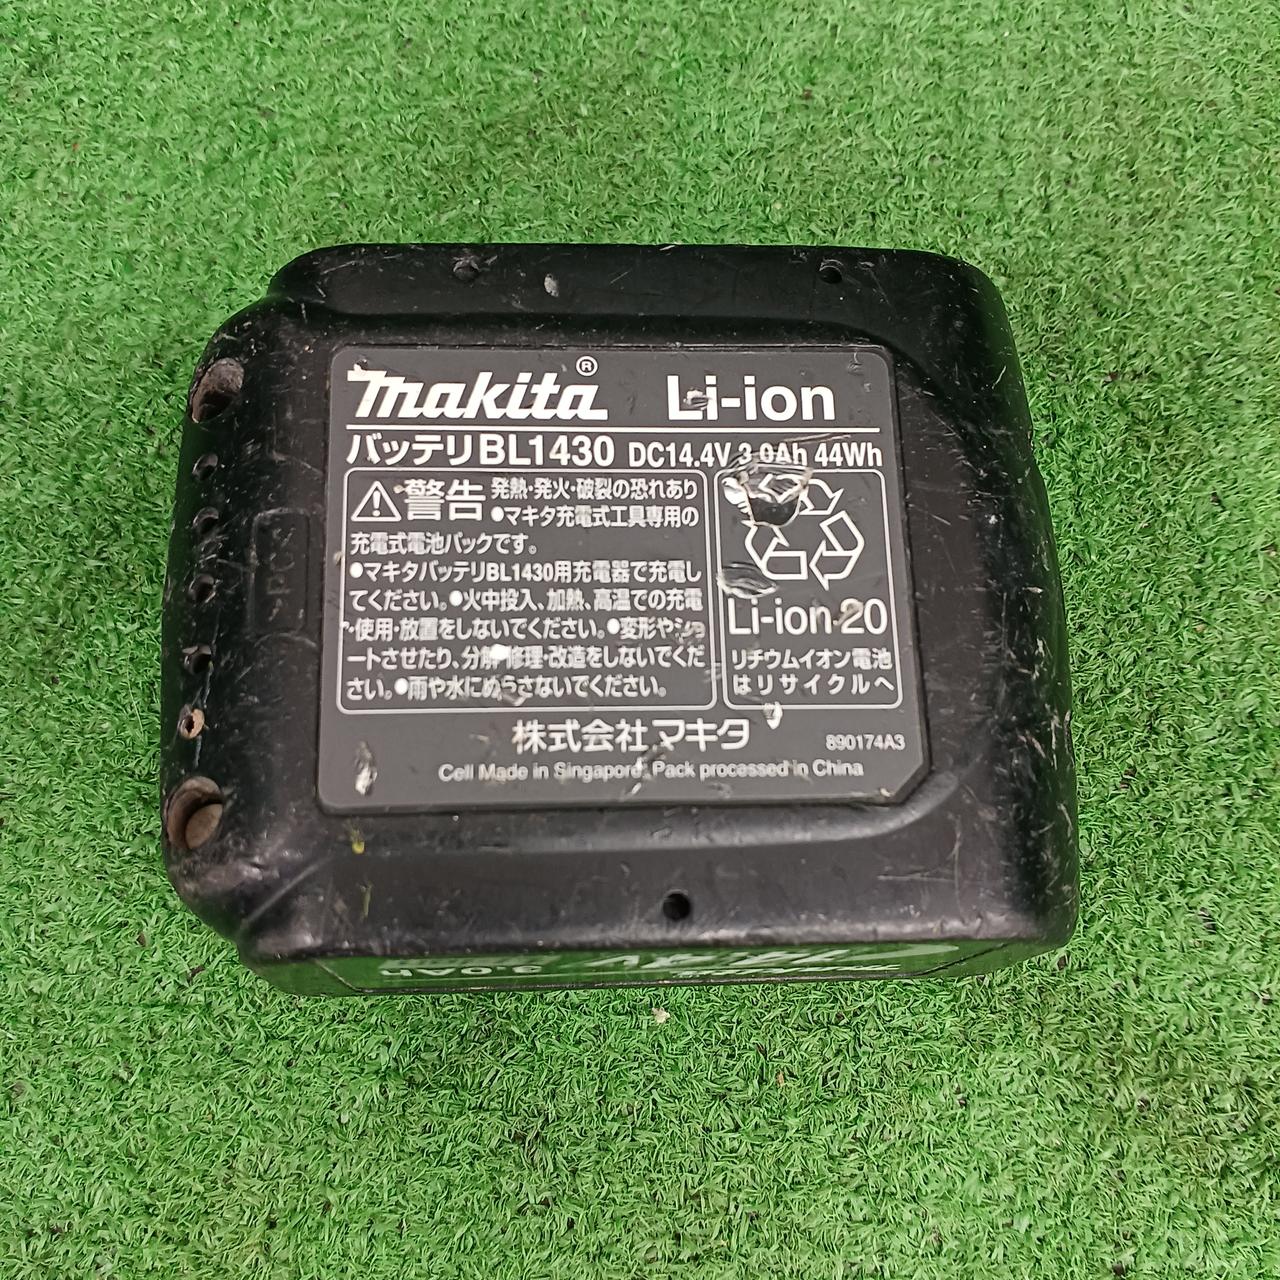 makita® Li-ion
バッテリBL1430 DC14.4V 3.0Ah 44Wh
警告 発熱・発火・破裂の恐れあり
●マキタ充電式工具専用の
充電式電池パックです。
●マキタバッテリBL1430用充電器で充電し
てください。●火中投入、加熱、高温での充電
・使用・放置をしないでください。●変形やショ
ートさせたり、分解・修理・改造をしないでくだ
さい。●雨や水にぬらさないでください。
Li-ion 20
リチウムイオン電池
はリサイクルへ
株式会社マキタ 890174A3
Cell Made in Singapore, Pack processed in China
14.4V 3.0Ah